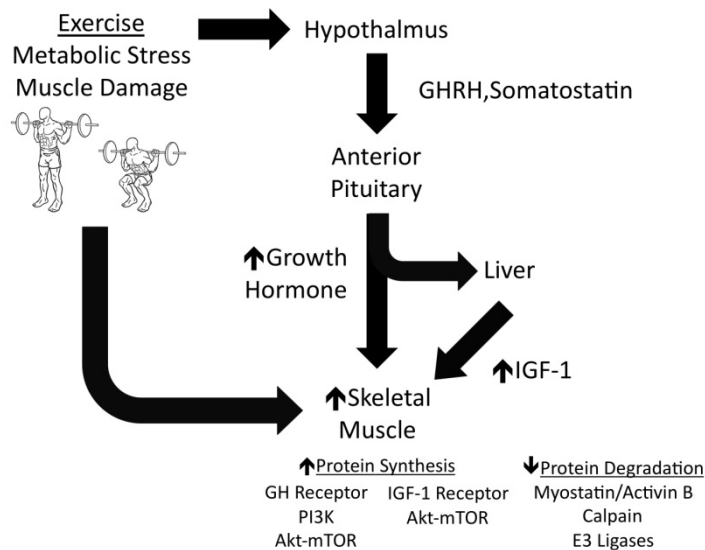 Exercise
Metabolic Stress
Muscle Damage
Hypothalmus
GHRH,Somatostatin
Anterior
Pituitary
↑Growth
Hormone
Liver
↑IGF-1
↑Skeletal
Muscle
↑Protein Synthesis
GH Receptor
PI3K
Akt-mTOR
IGF-1 Receptor
Akt-mTOR
↓Protein Degradation
Myostatin/Activin B
Calpain
E3 Ligases